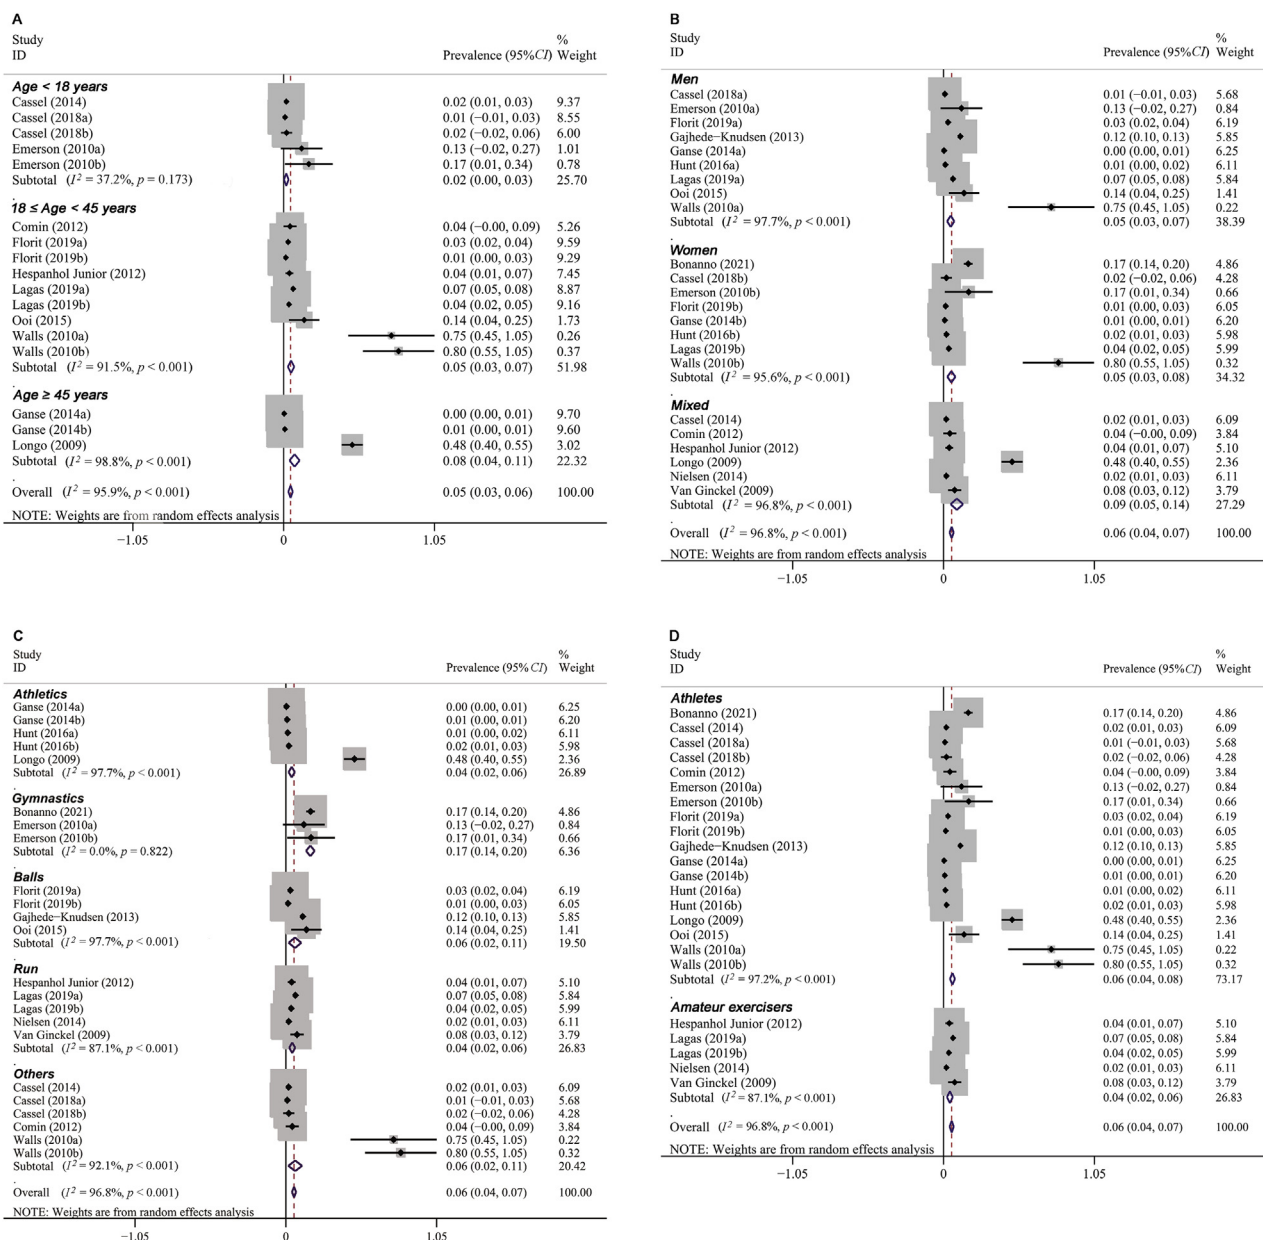 A
Study % 
ID Prevalence (95%CI) Weight
Age < 18 years
Cassel (2014) 0.02 (0.01, 0.03) 9.37
Cassel (2018a) 0.01 (−0.01, 0.03) 8.55
Cassel (2018b) 0.02 (−0.02, 0.06) 6.00
Emerson (2010a) 0.13 (−0.02, 0.27) 1.01
Emerson (2010b) 0.17 (0.01, 0.34) 0.78
Subtotal (I² = 37.2%, p = 0.173) 0.02 (0.00, 0.03) 25.70
.
18 ≤ Age < 45 years
Comin (2012) 0.04 (−0.00, 0.09) 5.26
Florit (2019a) 0.03 (0.02, 0.04) 9.59
Florit (2019b) 0.01 (0.00, 0.03) 9.29
Hespanhol Junior (2012) 0.04 (0.01, 0.07) 7.45
Lagas (2019a) 0.07 (0.05, 0.08) 8.87
Lagas (2019b) 0.04 (0.02, 0.05) 9.16
Ooi (2015) 0.14 (0.04, 0.25) 1.73
Walls (2010a) 0.75 (0.45, 1.05) 0.26
Walls (2010b) 0.80 (0.55, 1.05) 0.37
Subtotal (I² = 91.5%, p < 0.001) 0.05 (0.03, 0.07) 51.98
.
Age ≥ 45 years
Ganse (2014a) 0.00 (0.00, 0.01) 9.70
Ganse (2014b) 0.01 (0.00, 0.01) 9.60
Longo (2009) 0.48 (0.40, 0.55) 3.02
Subtotal (I² = 98.8%, p < 0.001) 0.08 (0.04, 0.11) 22.32
.
Overall (I² = 95.9%, p < 0.001) 0.05 (0.03, 0.06) 100.00
NOTE: Weights are from random effects analysis
−1.05 0 1.05
B
Study %
ID Prevalence (95%CI) Weight
Men
Cassel (2018a) 0.01 (−0.01, 0.03) 5.68
Emerson (2010a) 0.13 (−0.02, 0.27) 0.84
Florit (2019a) 0.03 (0.02, 0.04) 6.19
Gajhede−Knudsen (2013) 0.12 (0.10, 0.13) 5.85
Ganse (2014a) 0.00 (0.00, 0.01) 6.25
Hunt (2016a) 0.01 (0.00, 0.02) 6.11
Lagas (2019a) 0.07 (0.05, 0.08) 5.84
Ooi (2015) 0.14 (0.04, 0.25) 1.41
Walls (2010a) 0.75 (0.45, 1.05) 0.22
Subtotal (I² = 97.7%, p < 0.001) 0.05 (0.03, 0.07) 38.39
.
Women
Bonanno (2021) 0.17 (0.14, 0.20) 4.86
Cassel (2018b) 0.02 (−0.02, 0.06) 4.28
Emerson (2010b) 0.17 (0.01, 0.34) 0.66
Florit (2019b) 0.01 (0.00, 0.03) 6.05
Ganse (2014b) 0.01 (0.00, 0.01) 6.20
Hunt (2016b) 0.02 (0.01, 0.03) 5.98
Lagas (2019b) 0.04 (0.02, 0.05) 5.99
Walls (2010b) 0.80 (0.55, 1.05) 0.32
Subtotal (I² = 95.6%, p < 0.001) 0.05 (0.03, 0.08) 34.32
.
Mixed
Cassel (2014) 0.02 (0.01, 0.03) 6.09
Comin (2012) 0.04 (−0.00, 0.09) 3.84
Hespanhol Junior (2012) 0.04 (0.01, 0.07) 5.10
Longo (2009) 0.48 (0.40, 0.55) 2.36
Nielsen (2014) 0.02 (0.01, 0.03) 6.11
Van Ginckel (2009) 0.08 (0.03, 0.12) 3.79
Subtotal (I² = 96.8%, p < 0.001) 0.09 (0.05, 0.14) 27.29
.
Overall (I² = 96.8%, p < 0.001) 0.06 (0.04, 0.07) 100.00
NOTE: Weights are from random effects analysis
−1.05 0 1.05
C
Study %
ID Prevalence (95%CI) Weight
Athletics
Ganse (2014a) 0.00 (0.00, 0.01) 6.25
Ganse (2014b) 0.01 (0.00, 0.01) 6.20
Hunt (2016a) 0.01 (0.00, 0.02) 6.11
Hunt (2016b) 0.02 (0.01, 0.03) 5.98
Longo (2009) 0.48 (0.40, 0.55) 2.36
Subtotal (I² = 97.7%, p < 0.001) 0.04 (0.02, 0.06) 26.89
.
Gymnastics
Bonanno (2021) 0.17 (0.14, 0.20) 4.86
Emerson (2010a) 0.13 (−0.02, 0.27) 0.84
Emerson (2010b) 0.17 (0.01, 0.34) 0.66
Subtotal (I² = 0.0%, p = 0.822) 0.17 (0.14, 0.20) 6.36
.
Balls
Florit (2019a) 0.03 (0.02, 0.04) 6.19
Florit (2019b) 0.01 (0.00, 0.03) 6.05
Gajhede−Knudsen (2013) 0.12 (0.10, 0.13) 5.85
Ooi (2015) 0.14 (0.04, 0.25) 1.41
Subtotal (I² = 97.7%, p < 0.001) 0.06 (0.02, 0.11) 19.50
.
Run
Hespanhol Junior (2012) 0.04 (0.01, 0.07) 5.10
Lagas (2019a) 0.07 (0.05, 0.08) 5.84
Lagas (2019b) 0.04 (0.02, 0.05) 5.99
Nielsen (2014) 0.02 (0.01, 0.03) 6.11
Van Ginckel (2009) 0.08 (0.03, 0.12) 3.79
Subtotal (I² = 87.1%, p < 0.001) 0.04 (0.02, 0.06) 26.83
.
Others
Cassel (2014) 0.02 (0.01, 0.03) 6.09
Cassel (2018a) 0.01 (−0.01, 0.03) 5.68
Cassel (2018b) 0.02 (−0.02, 0.06) 4.28
Comin (2012) 0.04 (−0.00, 0.09) 3.84
Walls (2010a) 0.75 (0.45, 1.05) 0.22
Walls (2010b) 0.80 (0.55, 1.05) 0.32
Subtotal (I² = 92.1%, p < 0.001) 0.06 (0.02, 0.11) 20.42
.
Overall (I² = 96.8%, p < 0.001) 0.06 (0.04, 0.07) 100.00
NOTE: Weights are from random effects analysis
−1.05 0 1.05
D
Study %
ID Prevalence (95%CI) Weight
Athletes
Bonanno (2021) 0.17 (0.14, 0.20) 4.86
Cassel (2014) 0.02 (0.01, 0.03) 6.09
Cassel (2018a) 0.01 (−0.01, 0.03) 5.68
Cassel (2018b) 0.02 (−0.02, 0.06) 4.28
Comin (2012) 0.04 (−0.00, 0.09) 3.84
Emerson (2010a) 0.13 (−0.02, 0.27) 0.84
Emerson (2010b) 0.17 (0.01, 0.34) 0.66
Florit (2019a) 0.03 (0.02, 0.04) 6.19
Florit (2019b) 0.01 (0.00, 0.03) 6.05
Gajhede−Knudsen (2013) 0.12 (0.10, 0.13) 5.85
Ganse (2014a) 0.00 (0.00, 0.01) 6.25
Ganse (2014b) 0.01 (0.00, 0.01) 6.20
Hunt (2016a) 0.01 (0.00, 0.02) 6.11
Hunt (2016b) 0.02 (0.01, 0.03) 5.98
Longo (2009) 0.48 (0.40, 0.55) 2.36
Ooi (2015) 0.14 (0.04, 0.25) 1.41
Walls (2010a) 0.75 (0.45, 1.05) 0.22
Walls (2010b) 0.80 (0.55, 1.05) 0.32
Subtotal (I² = 97.2%, p < 0.001) 0.06 (0.04, 0.08) 73.17
.
Amateur exercisers
Hespanhol Junior (2012) 0.04 (0.01, 0.07) 5.10
Lagas (2019a) 0.07 (0.05, 0.08) 5.84
Lagas (2019b) 0.04 (0.02, 0.05) 5.99
Nielsen (2014) 0.02 (0.01, 0.03) 6.11
Van Ginckel (2009) 0.08 (0.03, 0.12) 3.79
Subtotal (I² = 87.1%, p < 0.001) 0.04 (0.02, 0.06) 26.83
.
Overall (I² = 96.8%, p < 0.001) 0.06 (0.04, 0.07) 100.00
NOTE: Weights are from random effects analysis
−1.05 0 1.05